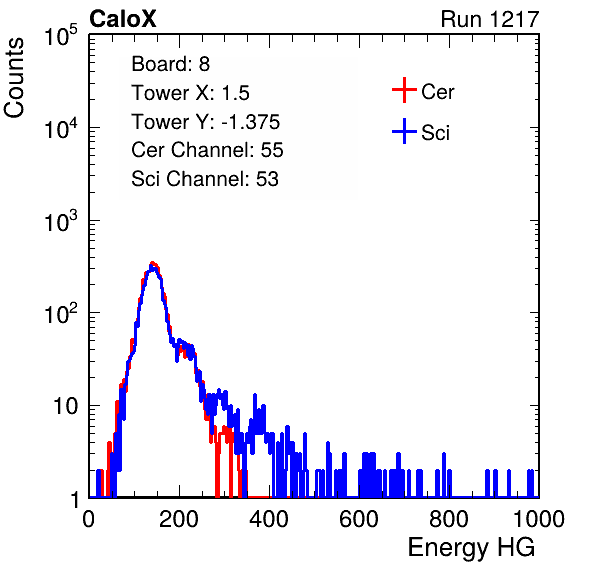 CaloX Run 1217
Counts
Board: 8
Tower X: 1.5
Tower Y: -1.375
Cer Channel: 55
Sci Channel: 53
Cer
Sci
10^5
10^4
10^3
10^2
10
1
0 200 400 600 800 1000
Energy HG